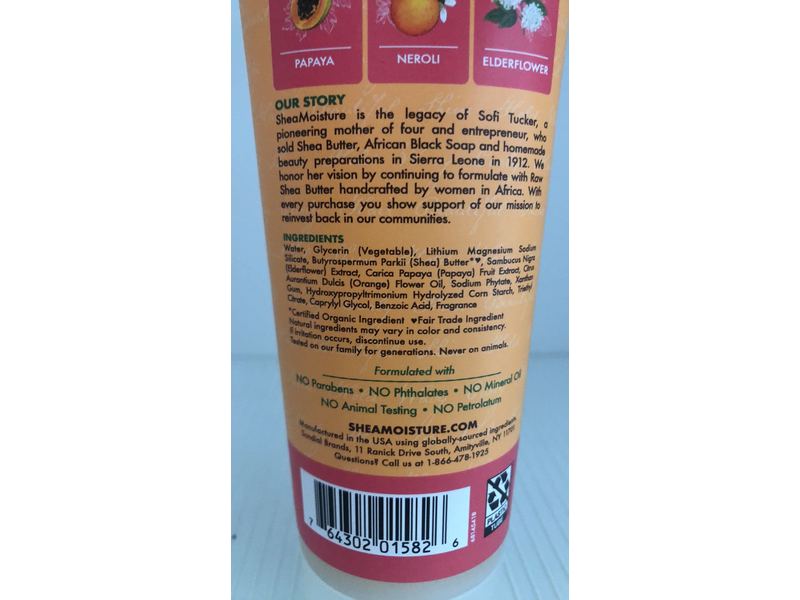 PAPAYA NEROLI ELDERFLOWER
OUR STORY
SheaMoisture is the legacy of Sofi Tucker, a
pioneering mother of four and entrepreneur, who
sold Shea Butter, African Black Soap and homemade
beauty preparations in Sierra Leone in 1912. We
honor her vision by continuing to formulate with Raw
Shea Butter handcrafted by women in Africa. With
every purchase you show support of our mission to
reinvest back in our communities.
INGREDIENTS
Water, Glycerin (Vegetable), Lithium Magnesium Sodium
Silicate, Butyrospermum Parkii (Shea) Butter*♥, Sambucus Nigra
(Elderflower) Extract, Carica Papaya (Papaya) Fruit Extract, Citrus
Aurantium Dulcis (Orange) Flower Oil, Sodium Phytate, Xanthan
Gum, Hydroxypropyltrimonium Hydrolyzed Corn Starch, Triethyl
Citrate, Caprylyl Glycol, Benzoic Acid, Fragrance
*Certified Organic Ingredient ♥Fair Trade Ingredient
Natural ingredients may vary in color and consistency.
If irritation occurs, discontinue use.
Tested on our family for generations. Never on animals.
Formulated with
NO Parabens • NO Phthalates • NO Mineral Oil
NO Animal Testing • NO Petrolatum
SHEAMOISTURE.COM
Manufactured in the USA using globally-sourced ingredients.
Sundial Brands, 11 Ranick Drive South, Amityville, NY 11701
Questions? Call us at 1-866-478-1925
7 64302 01582 6
68145418
PLASTIC
TUBE